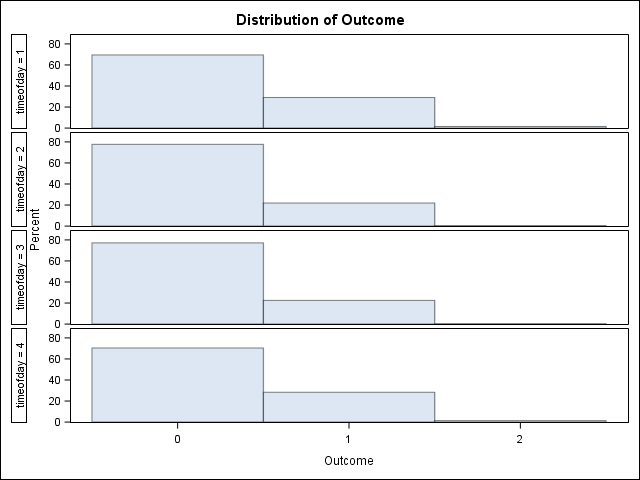 Distribution of Outcome
timeofday = 1
80
60
40
20
0
timeofday = 2
80
60
40
20
0
Percent
timeofday = 3
80
60
40
20
0
timeofday = 4
80
60
40
20
0
0 1 2
Outcome